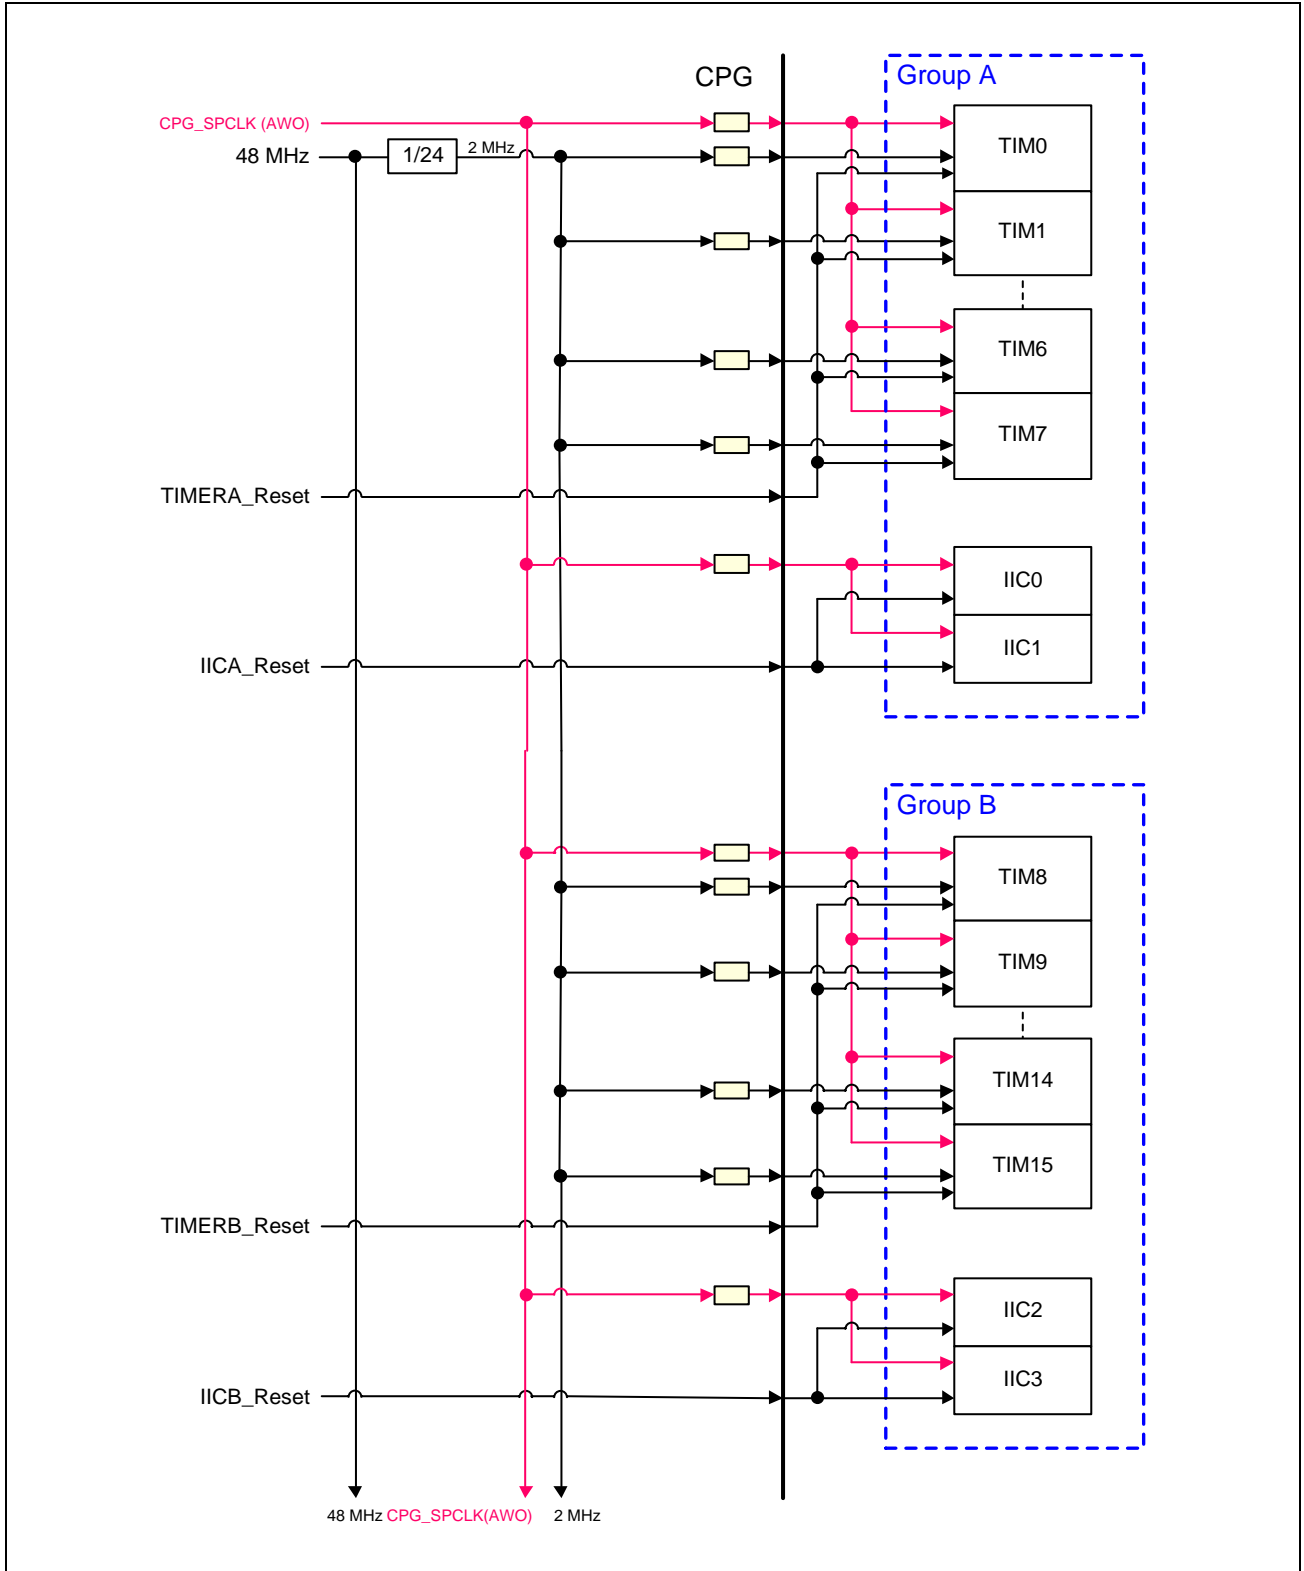 CPG
Group A
CPG_SPCLK (AWO)
48 MHz
1/24
2 MHz
TIM0
TIM1
TIM6
TIM7
TIMERA_Reset
IIC0
IICA_Reset
IIC1
Group B
TIM8
TIM9
TIM14
TIM15
TIMERB_Reset
IIC2
IIC3
IICB_Reset
48 MHz
CPG_SPCLK(AWO)
2 MHz